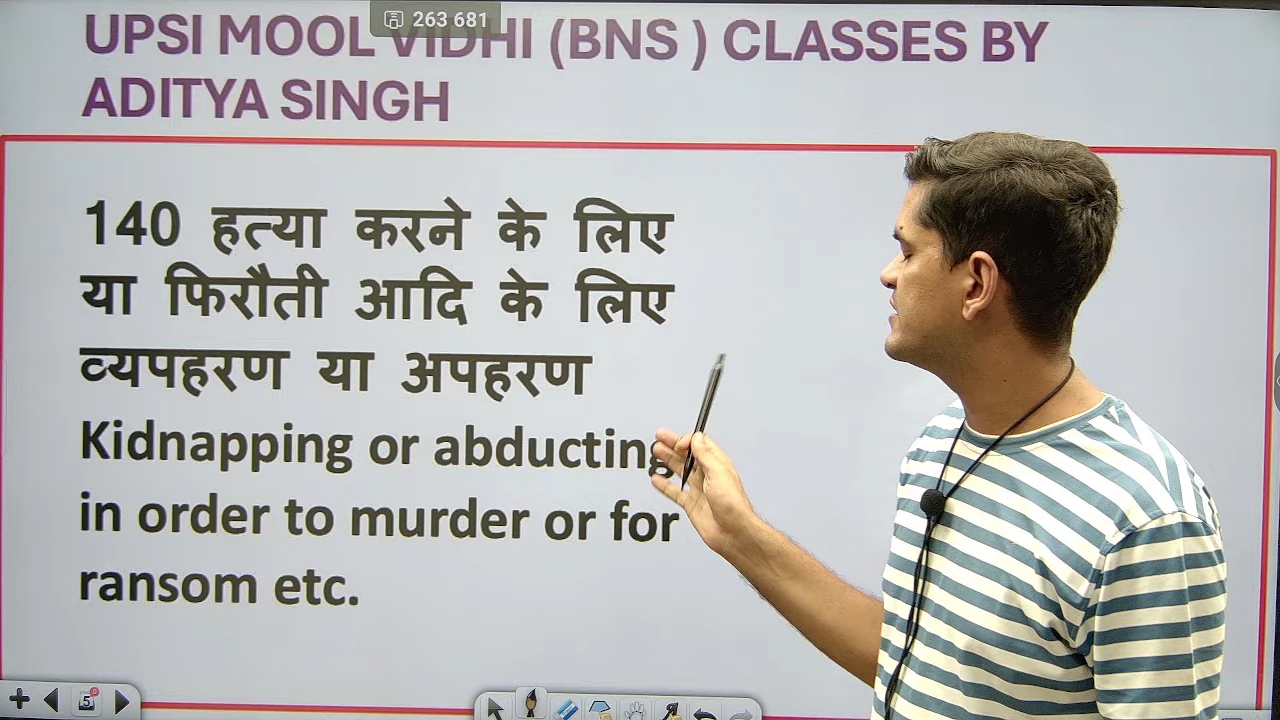 263 681
UPSI MOOL VIDHI (BNS ) CLASSES BY
ADITYA SINGH
140 हत्या करने के लिए
या फिरौती आदि के लिए
व्यपहरण या अपहरण
Kidnapping or abducting
in order to murder or for
ransom etc.
5